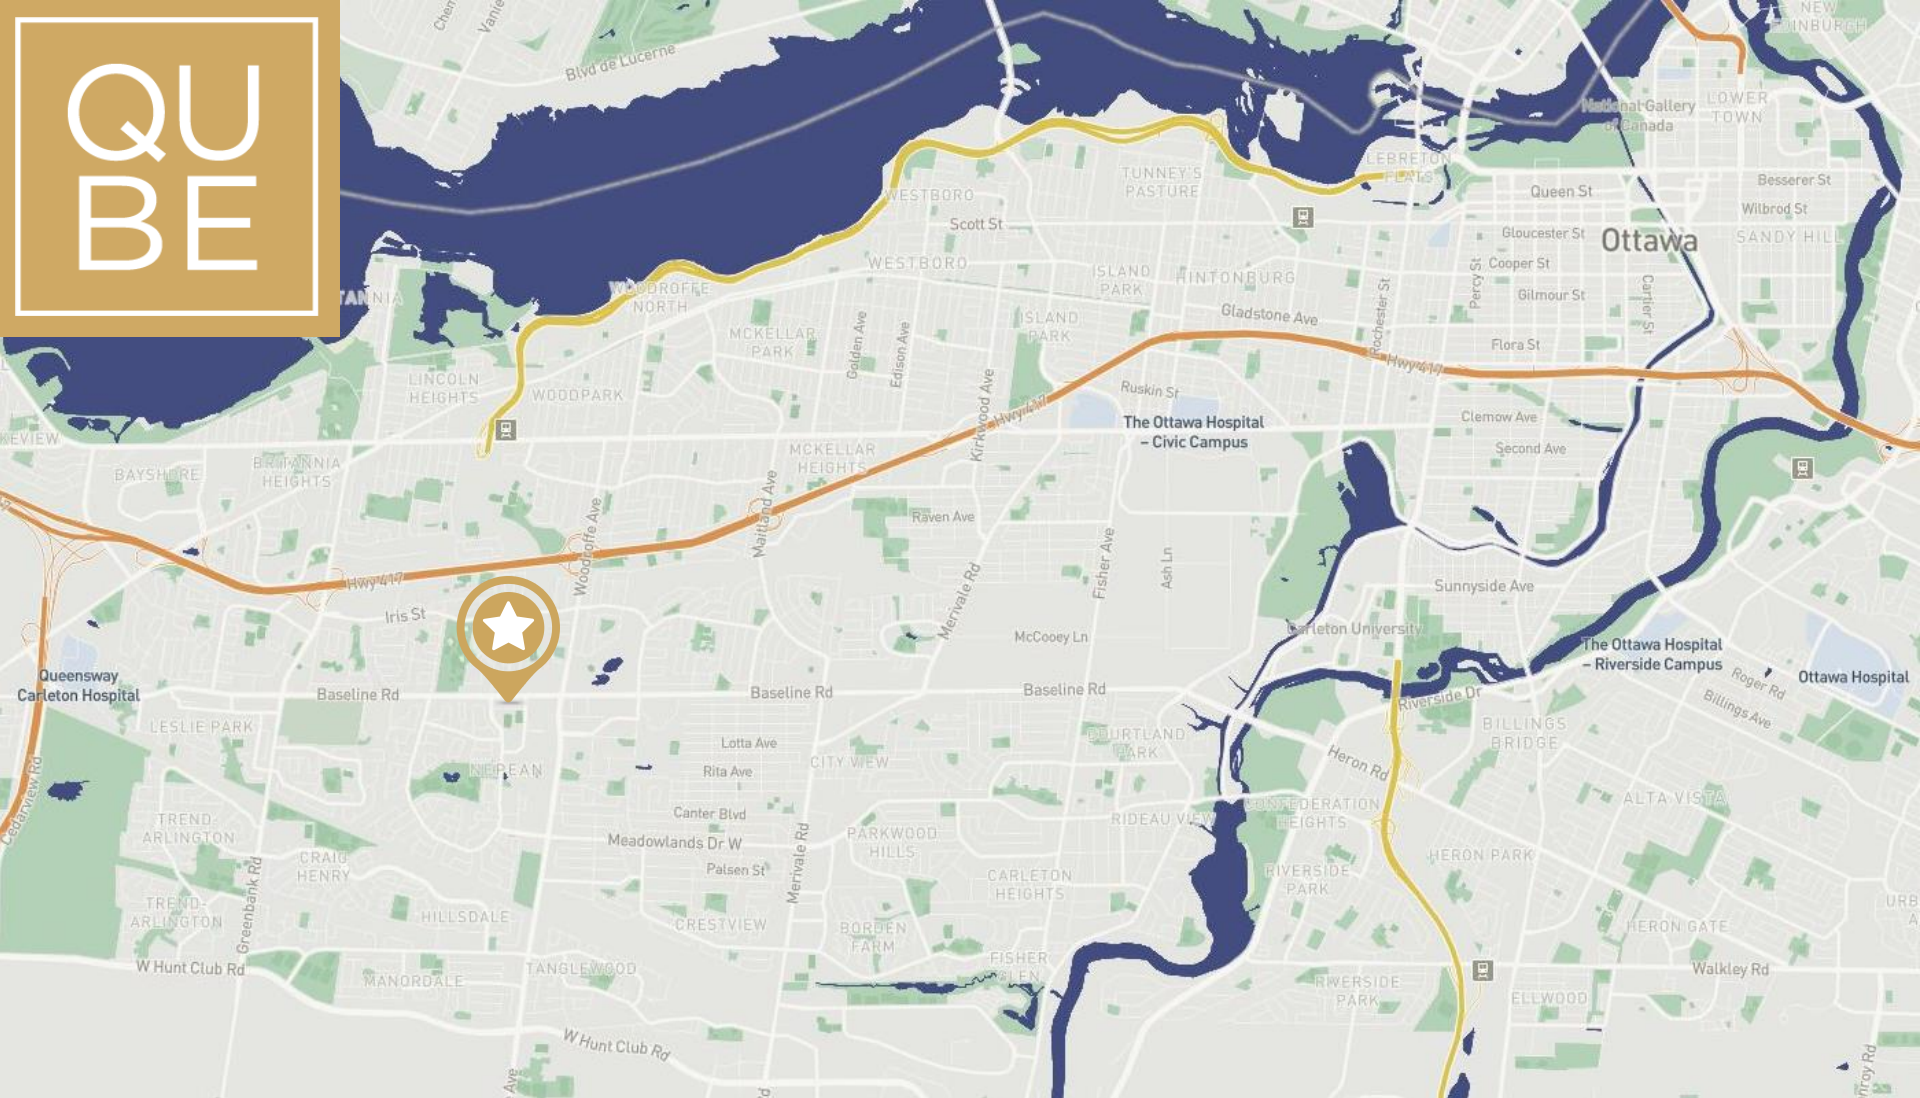 QU
BE
Blvd de Lucerne
NEW
EDINBURGH
National Gallery
of Canada
LOWER
TOWN
LEBRETON
FLATS
TUNNEY'S
PASTURE
WESTBORO
Scott St
Queen St
Besserer St
Wilbrod St
Gloucester St
Ottawa
SANDY HILL
WESTBORO
ISLAND
PARK
HINTONBURG
Cooper St
Percy St
Gilmour St
Cartier St
WOODROFFE
NORTH
TANNIA
MCKELLAR
PARK
Golden Ave
Edison Ave
ISLAND
PARK
Gladstone Ave
Rochester St
Flora St
Hwy 417
LINCOLN
HEIGHTS
WOODPARK
Kirkwood Ave
Ruskin St
Hwy 417
The Ottawa Hospital
– Civic Campus
Clemow Ave
Second Ave
KEVIEW
BAYSHORE
BRITANNIA
HEIGHTS
MCKELLAR
HEIGHTS
Maitland Ave
Woodroffe Ave
Raven Ave
Fisher Ave
Ash Ln
Merivale Rd
Hwy 417
Iris St
Sunnyside Ave
Carleton University
McCooey Ln
The Ottawa Hospital
– Riverside Campus
Ottawa Hospital
Roger Rd
Billings Ave
Queensway
Carleton Hospital
Baseline Rd
Baseline Rd
Baseline Rd
Riverside Dr
LESLIE PARK
BILLINGS
BRIDGE
COURTLAND
PARK
Heron Rd
Lotta Ave
CITY VIEW
NEPEAN
Rita Ave
Cedarview Rd
ALTA VISTA
CONFEDERATION
HEIGHTS
RIDEAU VIEW
Canter Blvd
TREND-
ARLINGTON
Meadowlands Dr W
PARKWOOD
HILLS
Merivale Rd
HERON PARK
CRAIG
HENRY
Palsen St
CARLETON
HEIGHTS
RIVERSIDE
PARK
Greenbank Rd
TREND-
ARLINGTON
HILLSDALE
CRESTVIEW
BORDEN
FARM
HERON GATE
URB
FISHER
GLEN
W Hunt Club Rd
TANGLEWOOD
MANORDALE
Walkley Rd
RIVERSIDE
PARK
ELLWOOD
W Hunt Club Rd
Ave